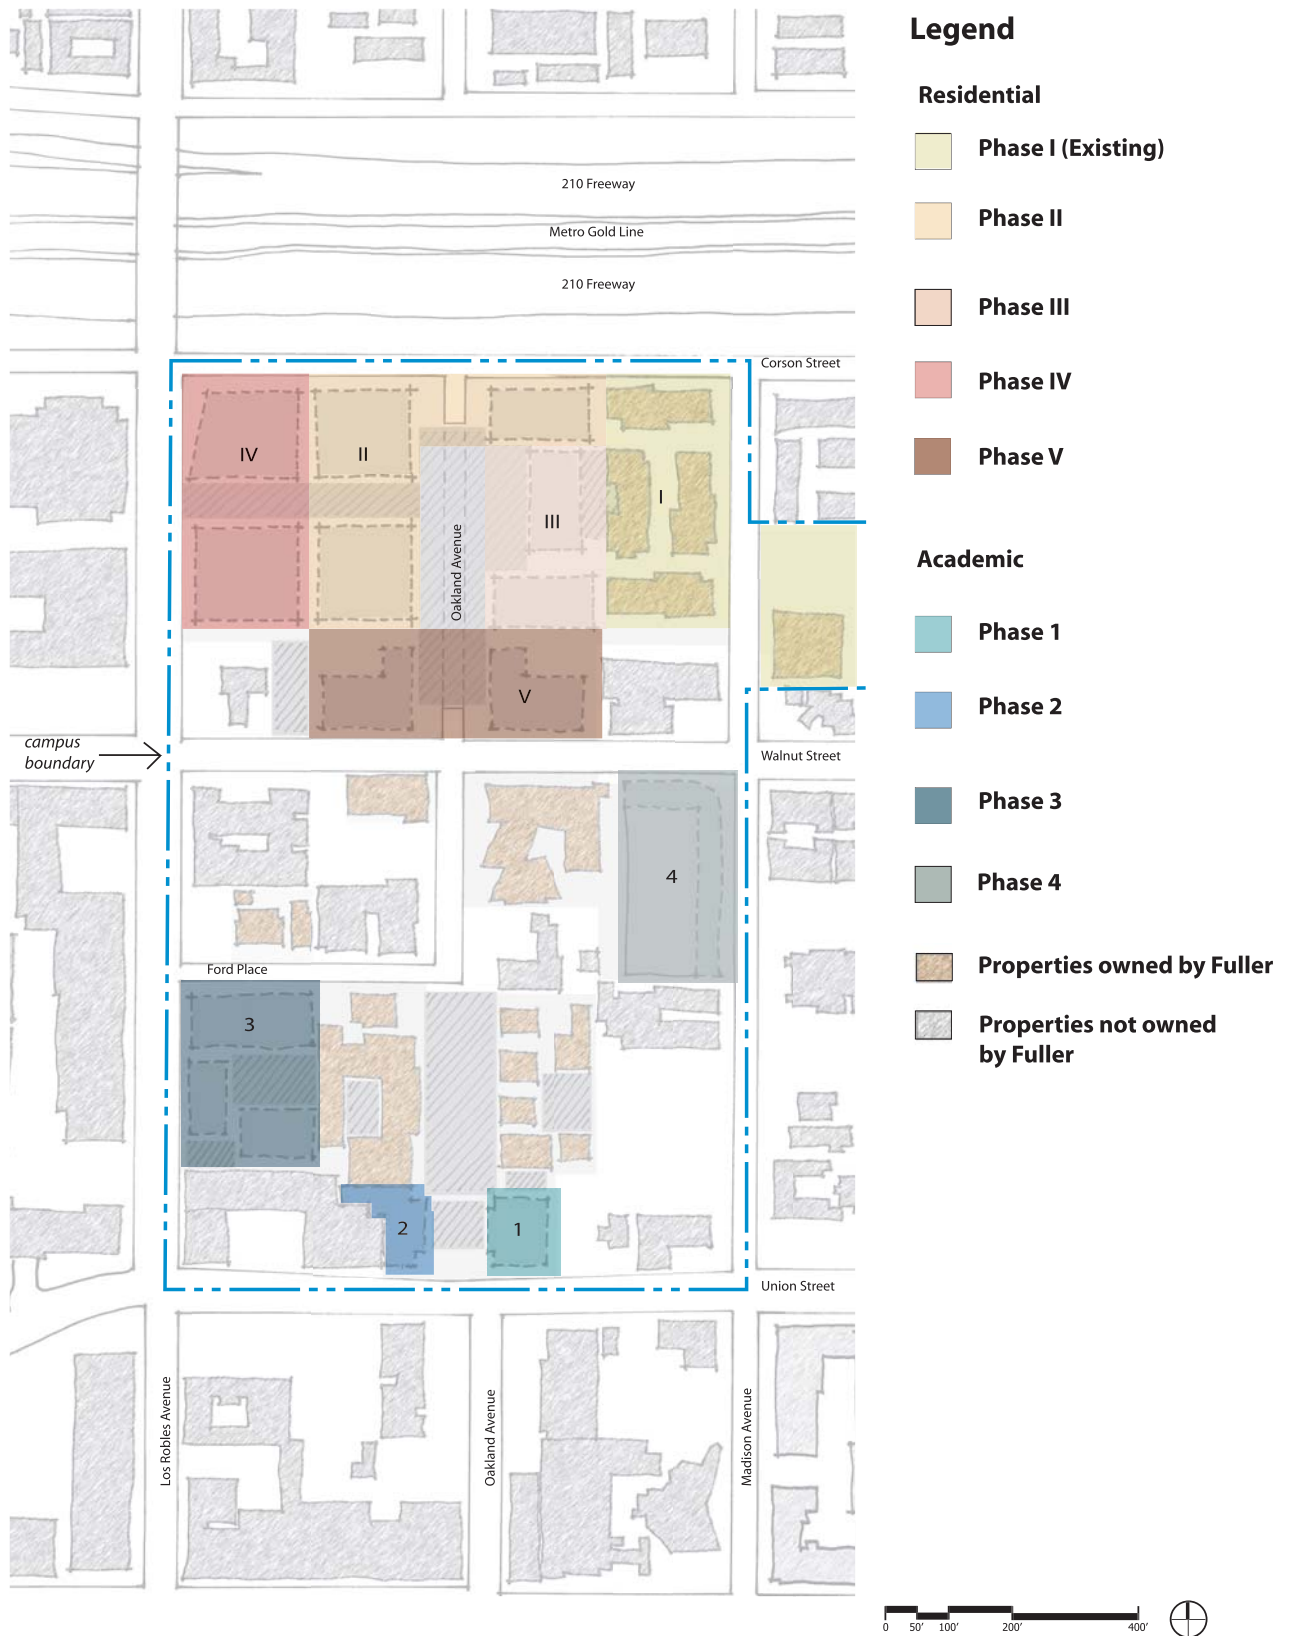 Legend
Residential
Phase I (Existing)
Phase II
Phase III
Phase IV
Phase V
Academic
Phase 1
Phase 2
Phase 3
Phase 4
Properties owned by Fuller
Properties not owned
by Fuller
210 Freeway
Metro Gold Line
210 Freeway
Corson Street
IV
II
I
III
Oakland Avenue
V
campus
boundary
Walnut Street
4
Ford Place
3
2
1
Union Street
Los Robles Avenue
Oakland Avenue
Madison Avenue
0 50' 100' 200' 400'